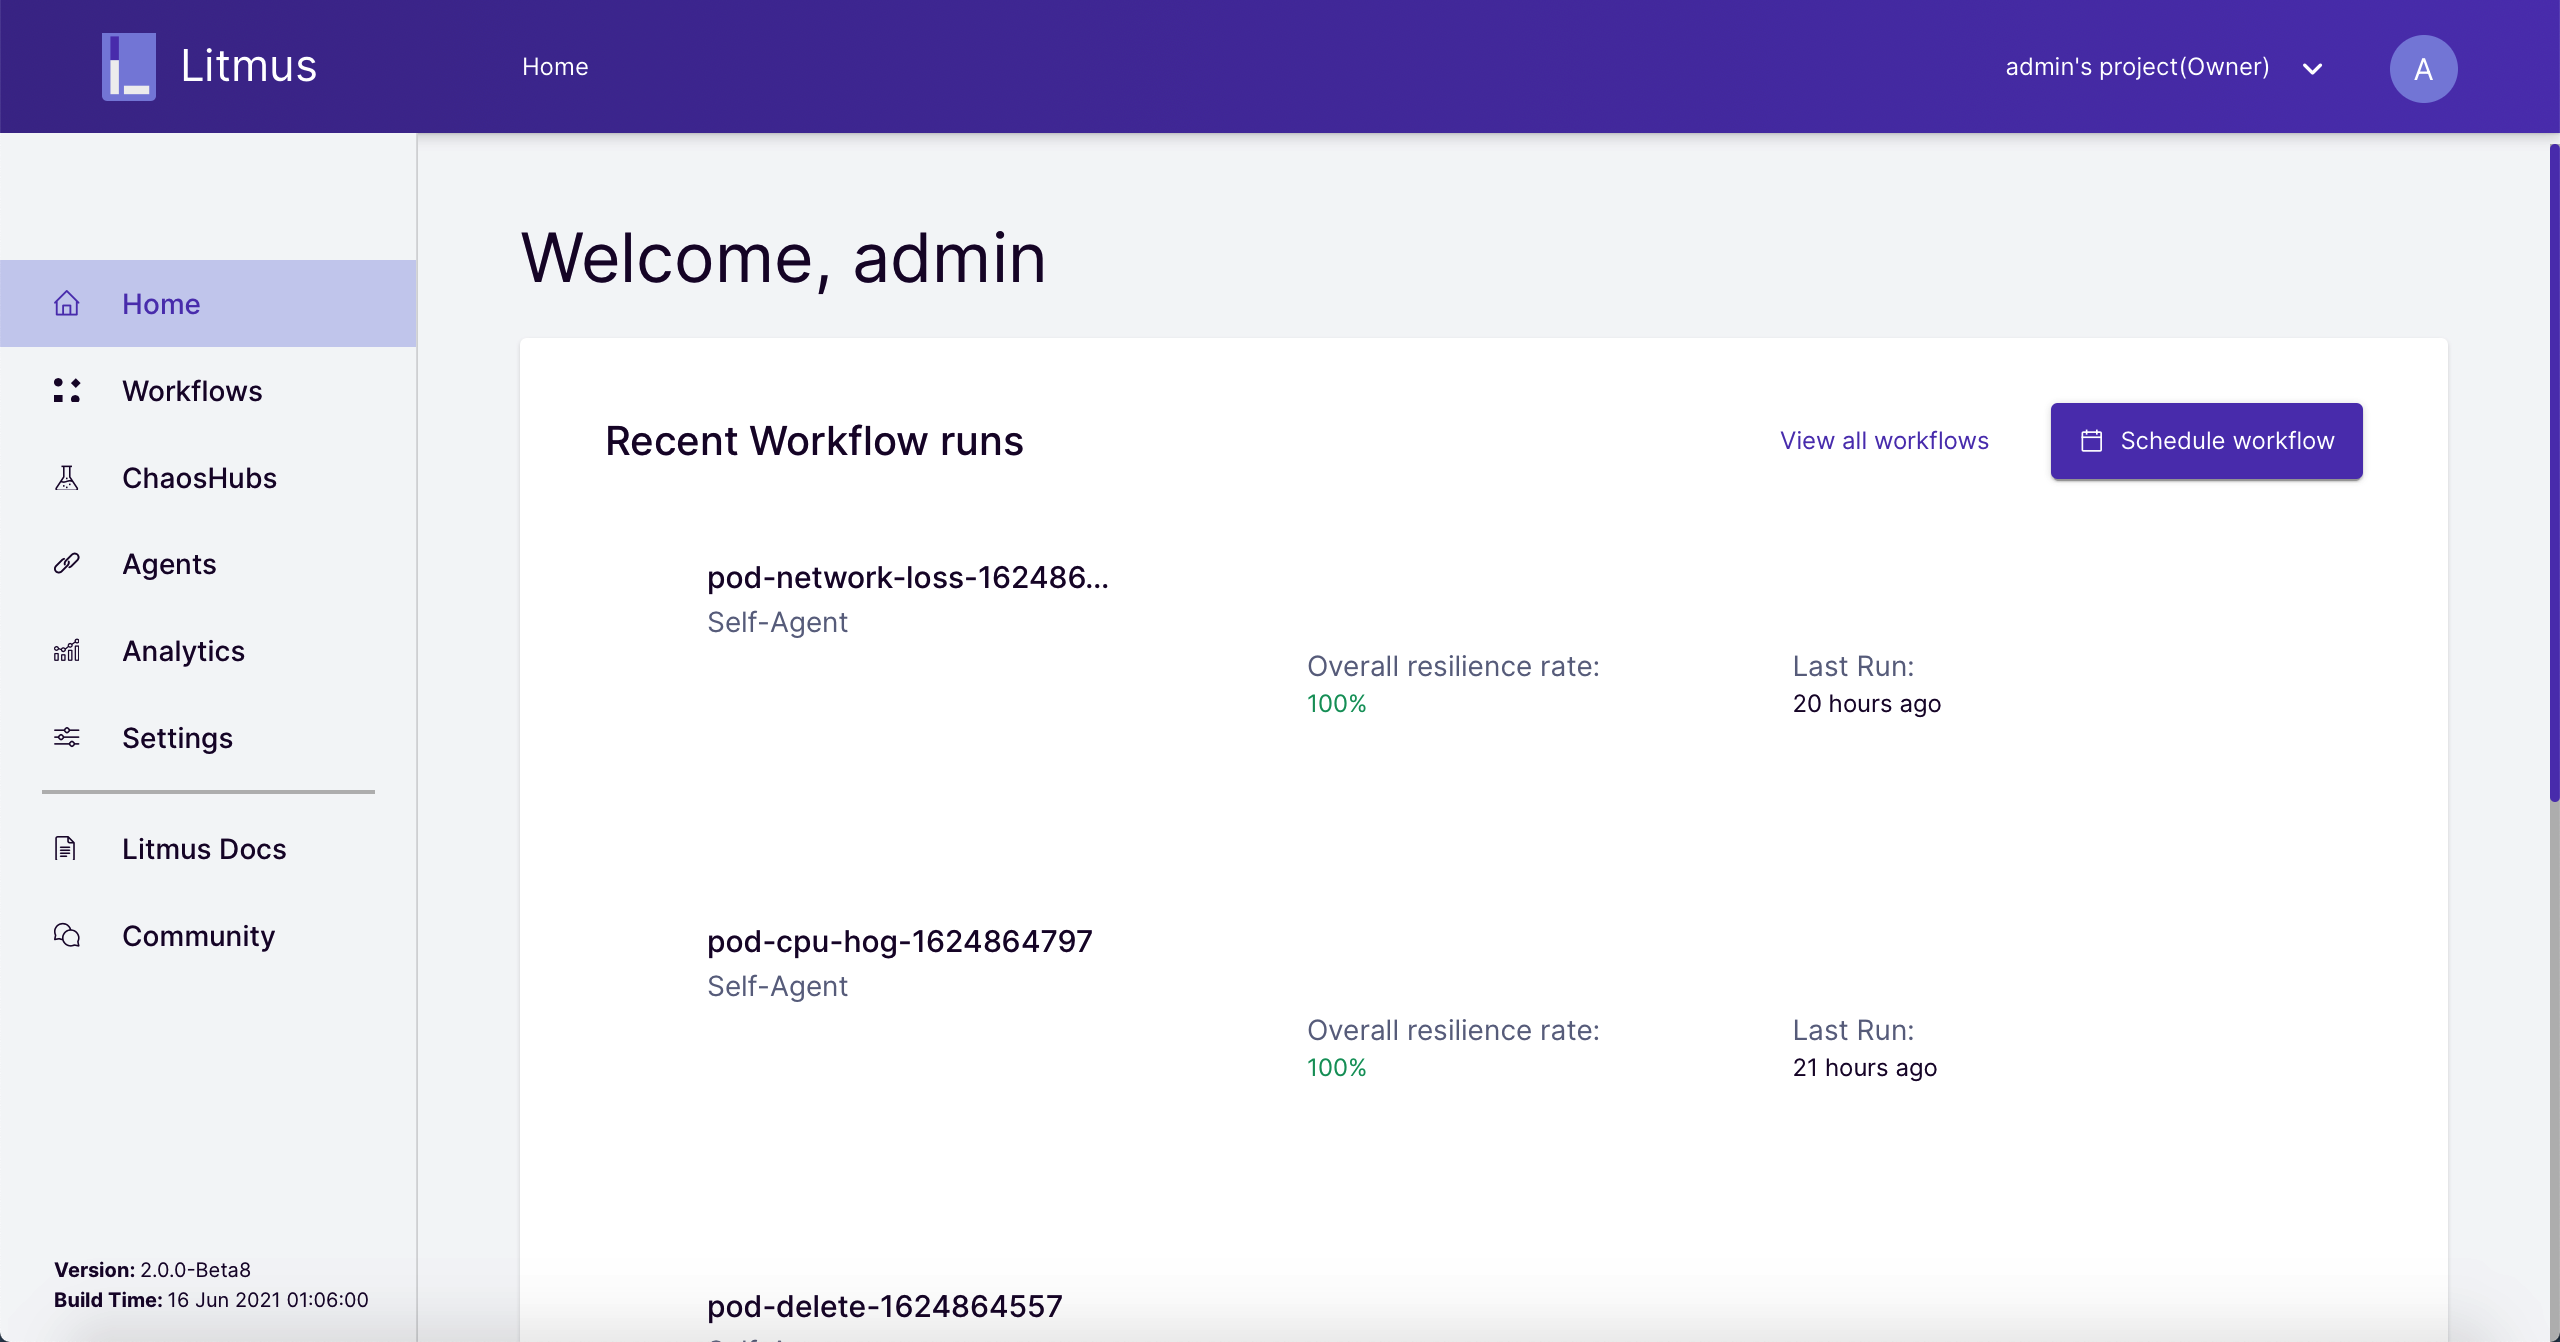 Litmus
Home
admin's project(Owner)
A
Home
Workflows
ChaosHubs
Agents
Analytics
Settings
Litmus Docs
Community
Version: 2.0.0-Beta8
Build Time: 16 Jun 2021 01:06:00
Welcome, admin
Recent Workflow runs
View all workflows
Schedule workflow
pod-network-loss-162486...
Self-Agent
Overall resilience rate:
100%
Last Run:
20 hours ago
pod-cpu-hog-1624864797
Self-Agent
Overall resilience rate:
100%
Last Run:
21 hours ago
pod-delete-1624864557